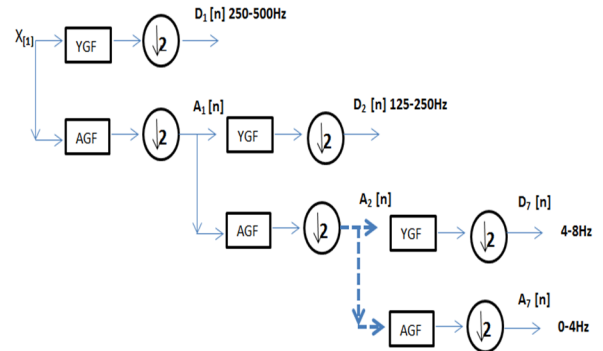 D1 [n] 250-500Hz
X[1]
YGF
↓2
A1 [n]
D2 [n] 125-250Hz
AGF
↓2
YGF
↓2
A2 [n]
D7 [n]
AGF
↓2
YGF
↓2
4-8Hz
A7 [n]
AGF
↓2
0-4Hz